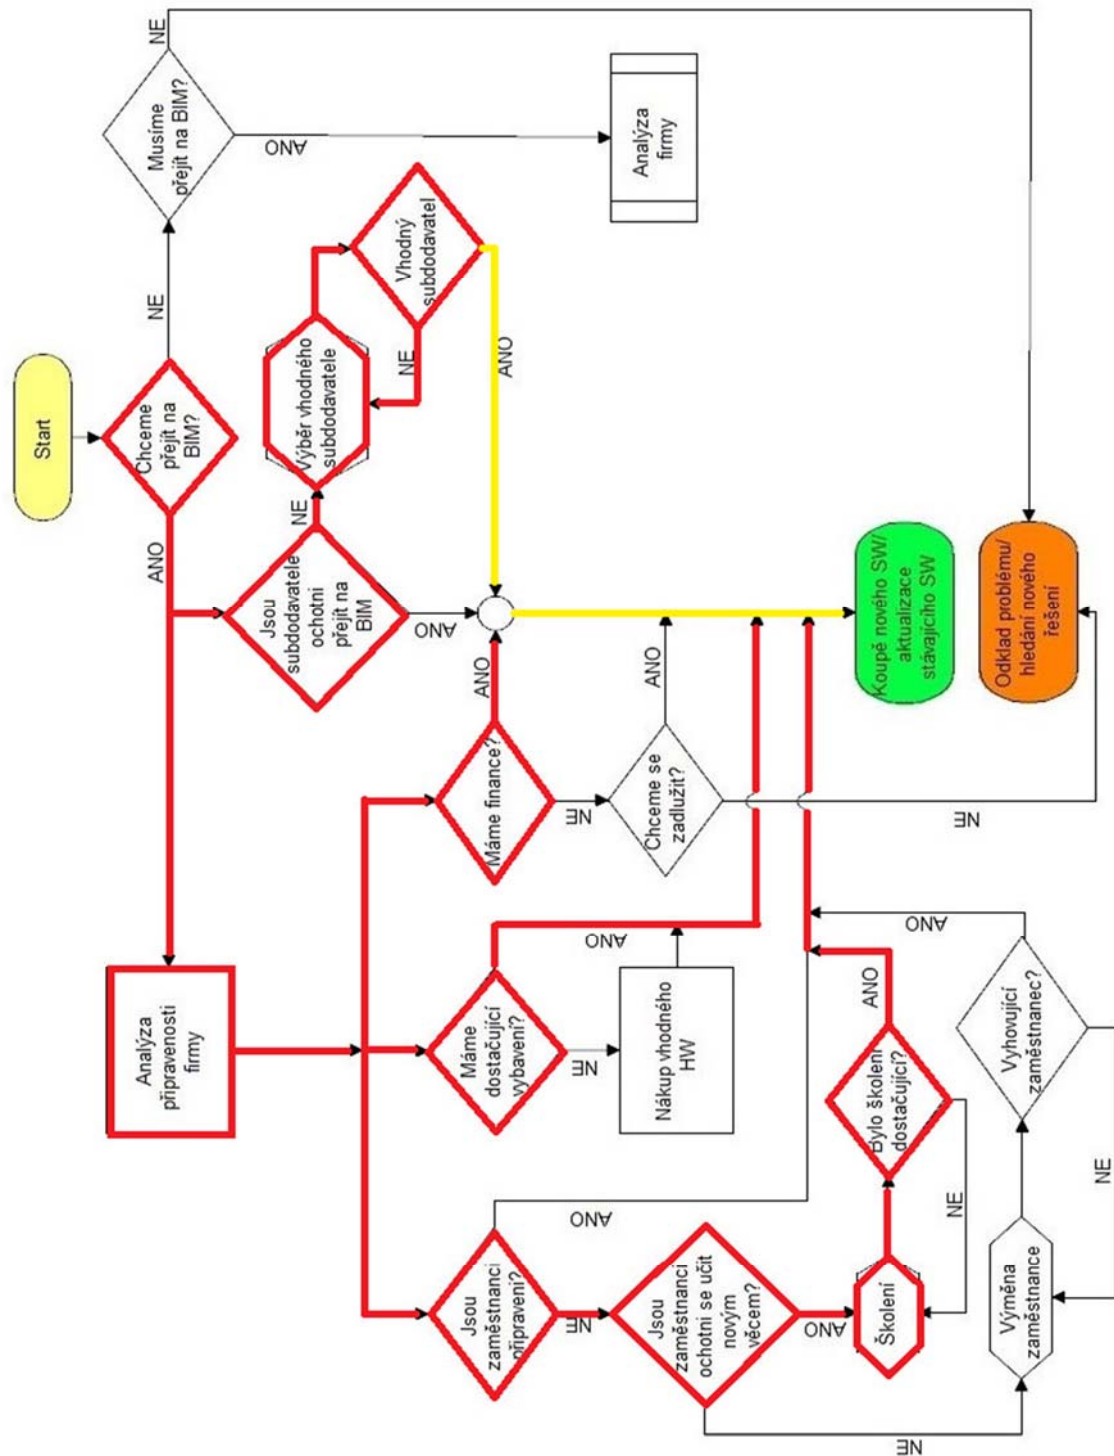 Start
Chceme
přejít na
BIM?
NE
Musíme
přejít na BIM?
NE
ANO
Analýza
firmy
ANO
Jsou
subdodavatelé
ochotni
přejít na
BIM
NE
Výběr vhodného
subdodavatele
Vhodný
subdodavatel
NE
ANO
ANO
Analýza
připravenosti
firmy
Máme finance?
ANO
NE
Chceme se
zadlužit?
ANO
NE
Máme
dostačující
vybavení?
ANO
NE
Nákup vhodného
HW
Jsou
zaměstnanci
připraveni?
ANO
NE
Jsou
zaměstnanci
ochotni se učit
novým
věcem?
ANO
NE
Školení
Bylo školení
dostačující?
ANO
NE
Výměna
zaměstnance
Vyhovující
zaměstnanec?
ANO
NE
Koupě nového SW/
aktualizace
stávajícího SW
Odklad problému/
hledání nového
řešení